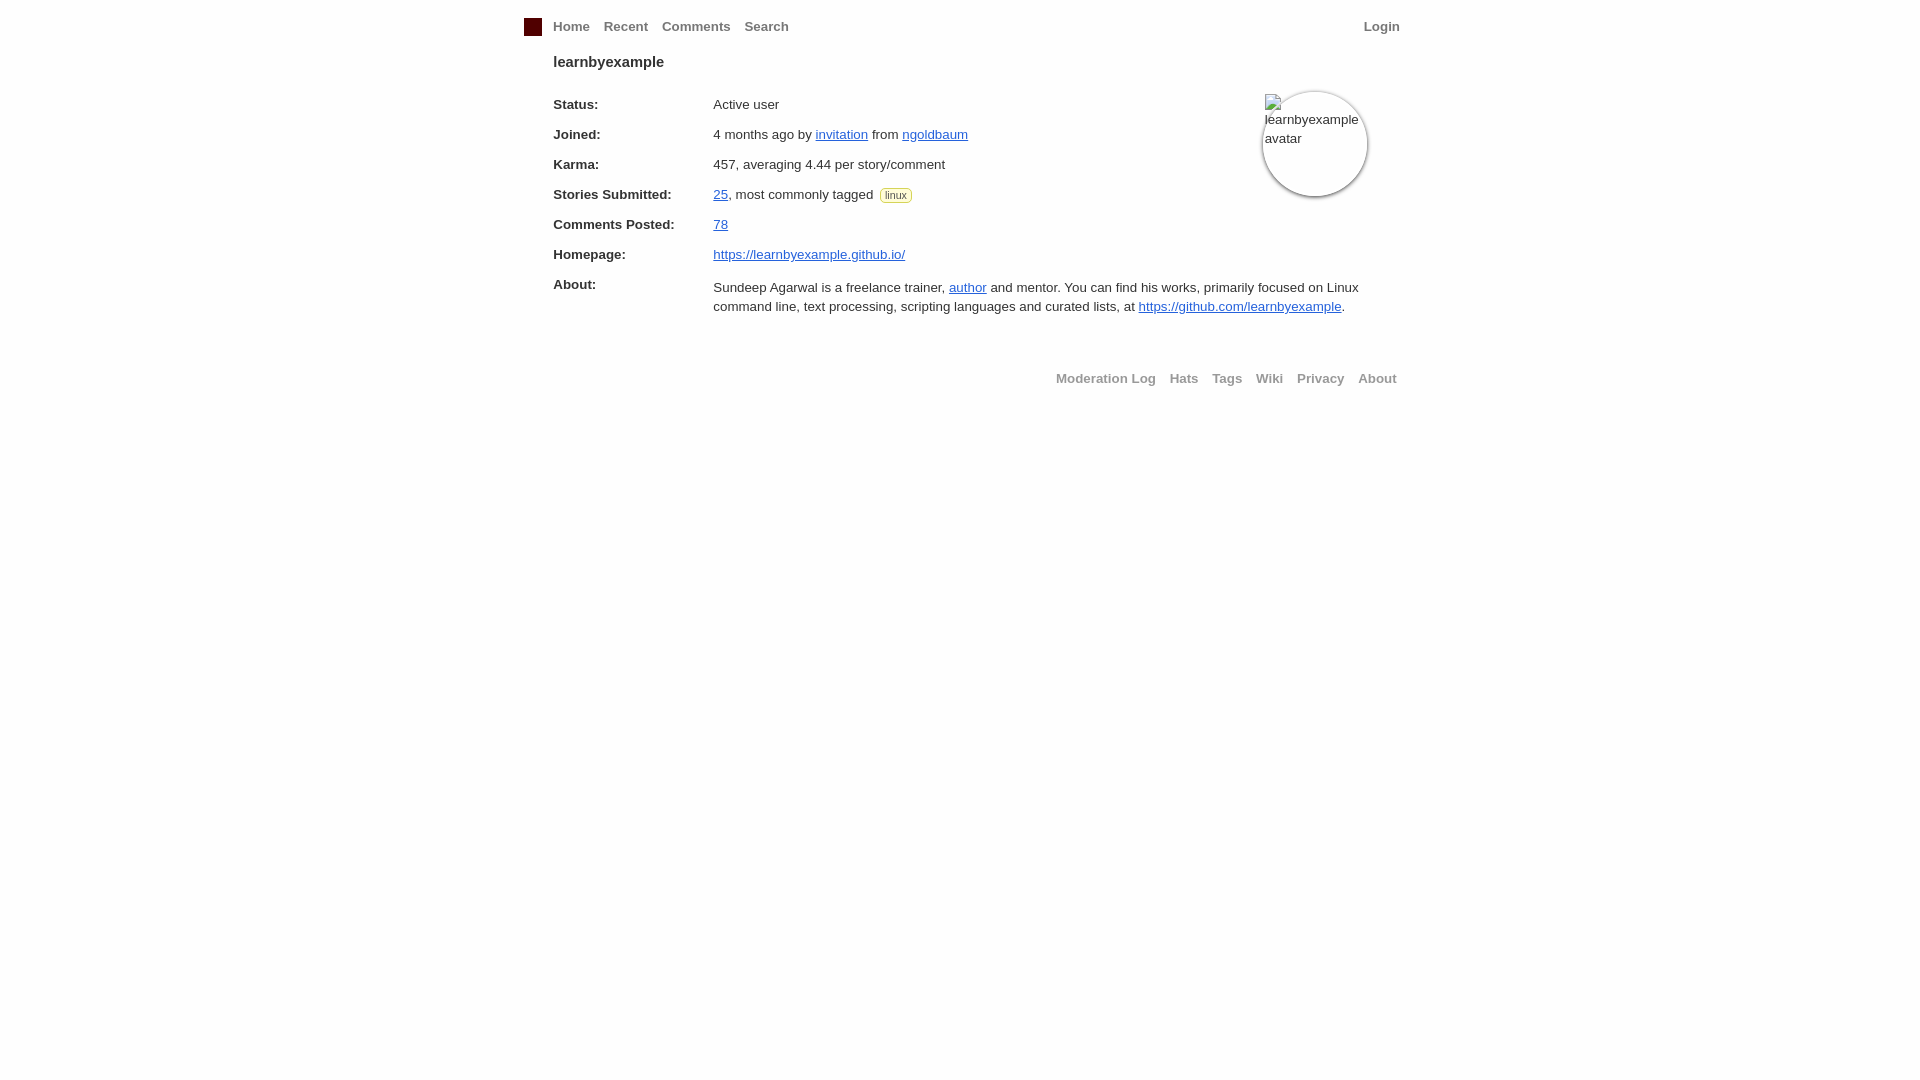 Home Recent Comments Search Login
learnbyexample
Status: Active user
learnbyexample avatar
Joined: 4 months ago by invitation from ngoldbaum
Karma: 457, averaging 4.44 per story/comment
Stories Submitted: 25, most commonly tagged linux
Comments Posted: 78
Homepage: https://learnbyexample.github.io/
About: Sundeep Agarwal is a freelance trainer, author and mentor. You can find his works, primarily focused on Linux
command line, text processing, scripting languages and curated lists, at https://github.com/learnbyexample.
Moderation Log Hats Tags Wiki Privacy About